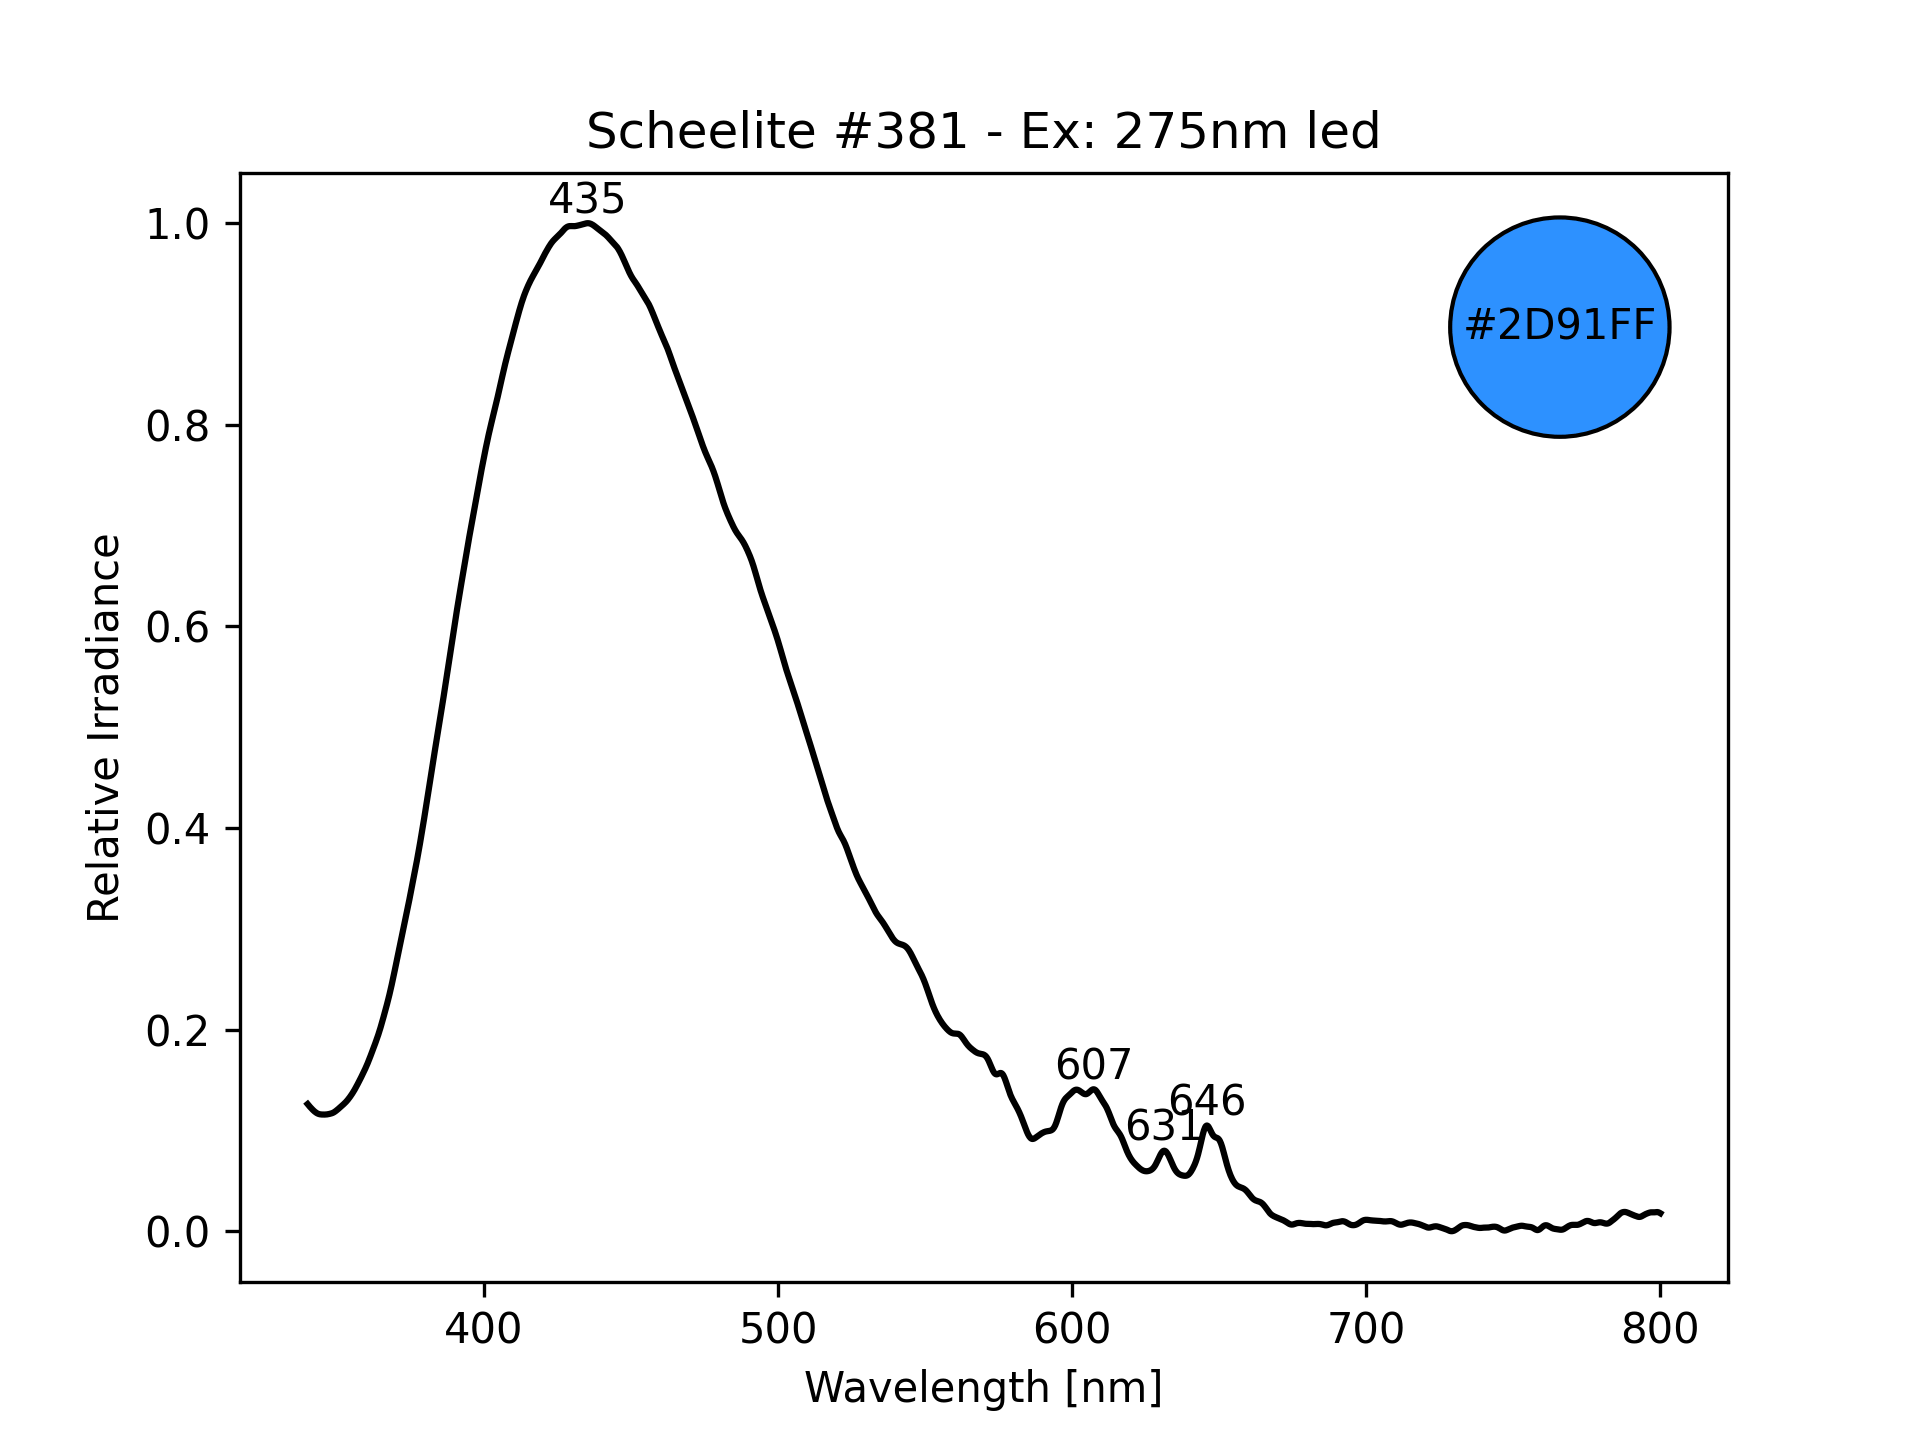 Scheelite #381 - Ex: 275nm led
435
#2D91FF
607
646
631
1.0
0.8
0.6
0.4
0.2
0.0
Relative Irradiance
400 500 600 700 800
Wavelength [nm]